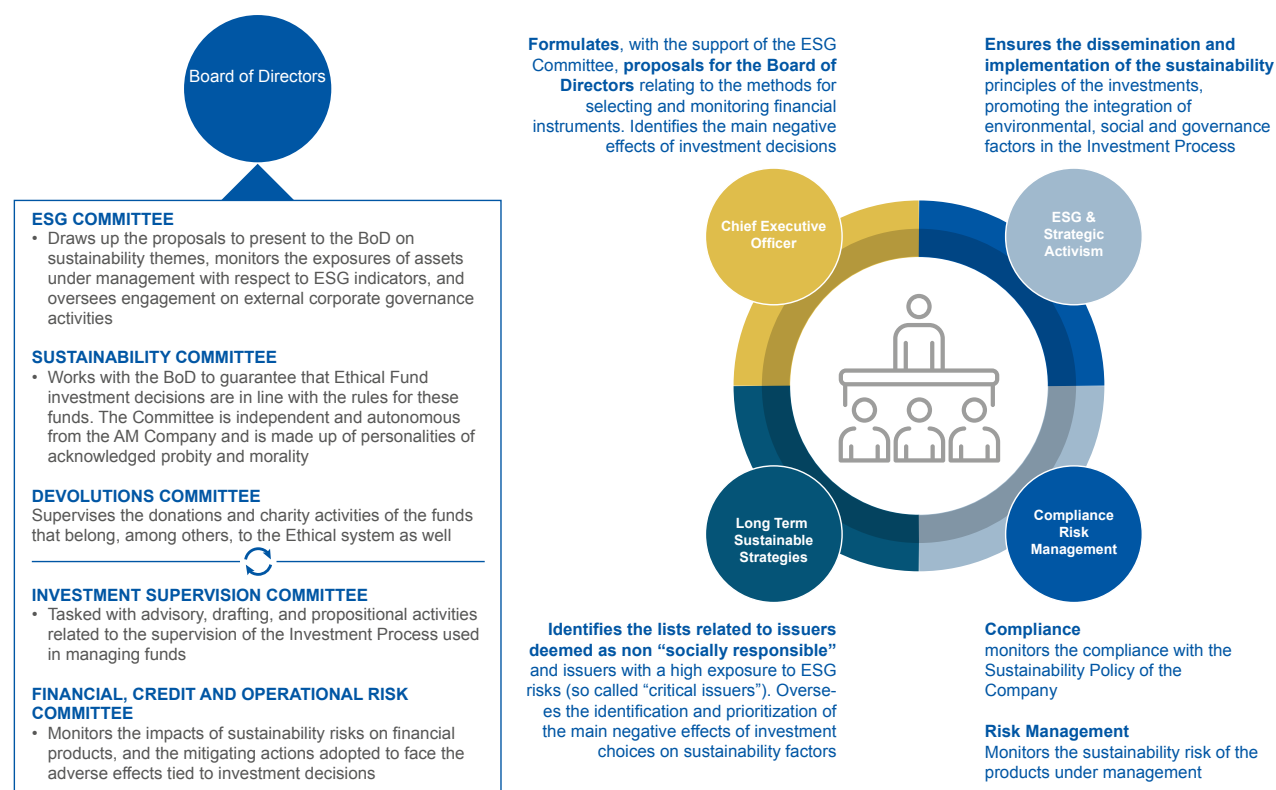 Board of Directors
ESG COMMITTEE
• Draws up the proposals to present to the BoD on
sustainability themes, monitors the exposures of assets
under management with respect to ESG indicators, and
oversees engagement on external corporate governance
activities
SUSTAINABILITY COMMITTEE
• Works with the BoD to guarantee that Ethical Fund
investment decisions are in line with the rules for these
funds. The Committee is independent and autonomous
from the AM Company and is made up of personalities of
acknowledged probity and morality
DEVOLUTIONS COMMITTEE
Supervises the donations and charity activities of the funds
that belong, among others, to the Ethical system as well
INVESTMENT SUPERVISION COMMITTEE
• Tasked with advisory, drafting, and propositional activities
related to the supervision of the Investment Process used
in managing funds
FINANCIAL, CREDIT AND OPERATIONAL RISK
COMMITTEE
• Monitors the impacts of sustainability risks on financial
products, and the mitigating actions adopted to face the
adverse effects tied to investment decisions
Formulates, with the support of the ESG
Committee, proposals for the Board of
Directors relating to the methods for
selecting and monitoring financial
instruments. Identifies the main negative
effects of investment decisions
Ensures the dissemination and
implementation of the sustainability
principles of the investments,
promoting the integration of
environmental, social and governance
factors in the Investment Process
Chief Executive
Officer
ESG &
Strategic
Activism
Long Term
Sustainable
Strategies
Compliance
Risk
Management
Identifies the lists related to issuers
deemed as non “socially responsible”
and issuers with a high exposure to ESG
risks (so called “critical issuers”). Overse-
es the identification and prioritization of
the main negative effects of investment
choices on sustainability factors
Compliance
monitors the compliance with the
Sustainability Policy of the
Company
Risk Management
Monitors the sustainability risk of the
products under management